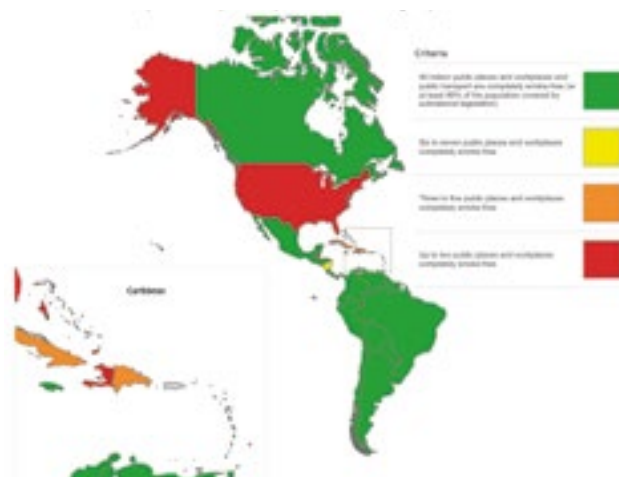 Criteria
All indoor public places and workplaces and
public transport are completely smoke-free (or
at least 90% of the population covered by
subnational legislation)
Six to seven public places and workplaces
completely smoke-free
Three to five public places and workplaces
completely smoke-free
Up to two public places and workplaces
completely smoke-free
Caribbean